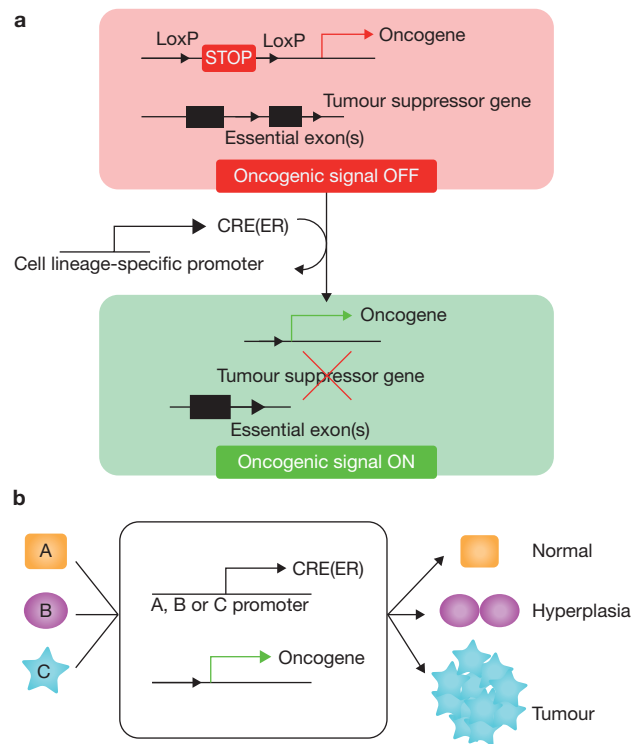 a
LoxP STOP LoxP Oncogene
Tumour suppressor gene
Essential exon(s)
Oncogenic signal OFF
CRE(ER)
Cell lineage-specific promoter
Oncogene
Tumour suppressor gene
Essential exon(s)
Oncogenic signal ON
b
A
B
C
CRE(ER)
A, B or C promoter
Oncogene
Normal
Hyperplasia
Tumour